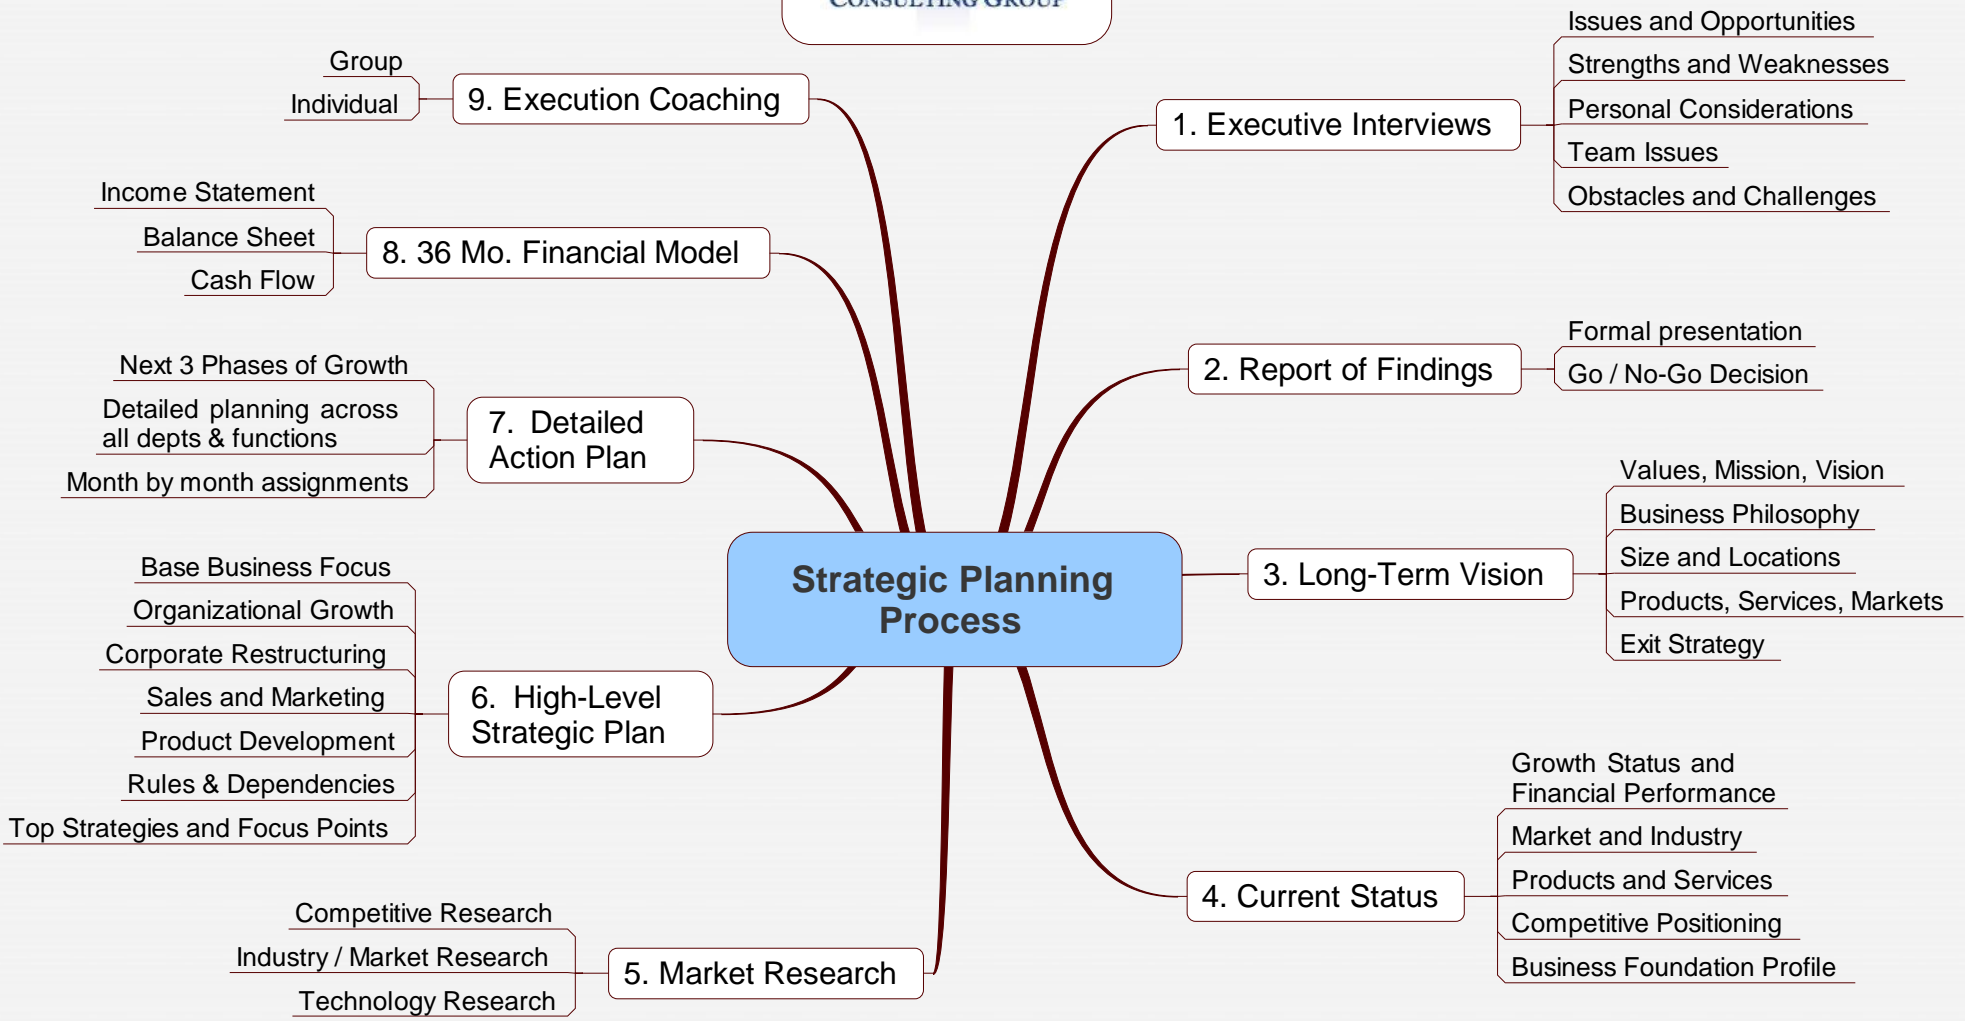 CONSULTING GROUP
Strategic Planning
Process
1. Executive Interviews
Issues and Opportunities
Strengths and Weaknesses
Personal Considerations
Team Issues
Obstacles and Challenges
2. Report of Findings
Formal presentation
Go / No-Go Decision
3. Long-Term Vision
Values, Mission, Vision
Business Philosophy
Size and Locations
Products, Services, Markets
Exit Strategy
4. Current Status
Growth Status and
Financial Performance
Market and Industry
Products and Services
Competitive Positioning
Business Foundation Profile
5. Market Research
Competitive Research
Industry / Market Research
Technology Research
6. High-Level
Strategic Plan
Base Business Focus
Organizational Growth
Corporate Restructuring
Sales and Marketing
Product Development
Rules & Dependencies
Top Strategies and Focus Points
7. Detailed
Action Plan
Next 3 Phases of Growth
Detailed planning across
all depts & functions
Month by month assignments
8. 36 Mo. Financial Model
Income Statement
Balance Sheet
Cash Flow
9. Execution Coaching
Group
Individual